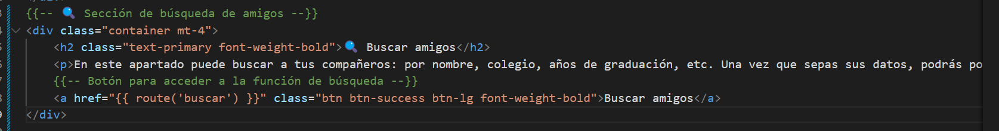 {{-- 🔍 Sección de búsqueda de amigos --}}
<div class="container mt-4">
<h2 class="text-primary font-weight-bold">🔍 Buscar amigos</h2>
<p>En este apartado puede buscar a tus compañeros: por nombre, colegio, años de graduación, etc. Una vez que sepas sus datos, podrás po
{{-- Botón para acceder a la función de búsqueda --}}
<a href="{{ route('buscar') }}" class="btn btn-success btn-lg font-weight-bold">Buscar amigos</a>
</div>